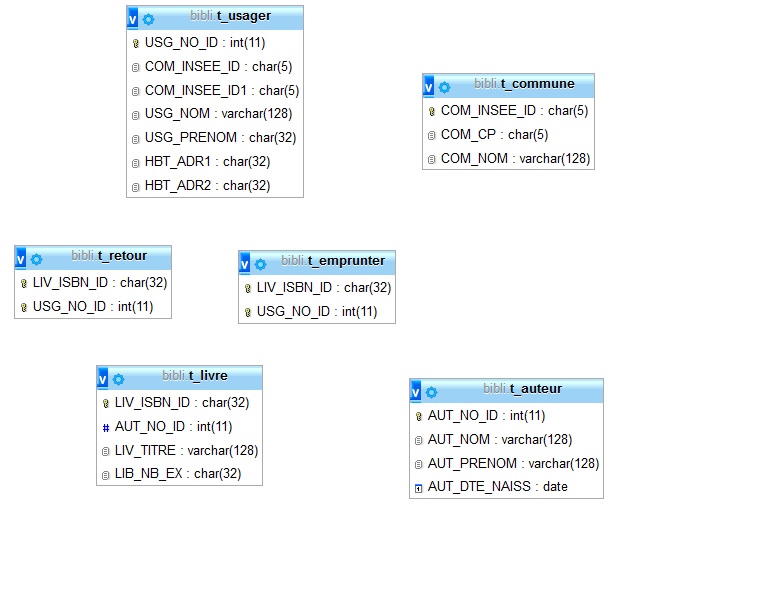 v bibli.t_usager
USG_NO_ID : int(11)
COM_INSEE_ID : char(5)
COM_INSEE_ID1 : char(5)
USG_NOM : varchar(128)
USG_PRENOM : char(32)
HBT_ADR1 : char(32)
HBT_ADR2 : char(32)
v bibli.t_commune
COM_INSEE_ID : char(5)
COM_CP : char(5)
COM_NOM : varchar(128)
v bibli.t_retour
LIV_ISBN_ID : char(32)
USG_NO_ID : int(11)
v bibli.t_emprunter
LIV_ISBN_ID : char(32)
USG_NO_ID : int(11)
v bibli.t_livre
LIV_ISBN_ID : char(32)
# AUT_NO_ID : int(11)
LIV_TITRE : varchar(128)
LIB_NB_EX : char(32)
v bibli.t_auteur
AUT_NO_ID : int(11)
AUT_NOM : varchar(128)
AUT_PRENOM : varchar(128)
AUT_DTE_NAISS : date